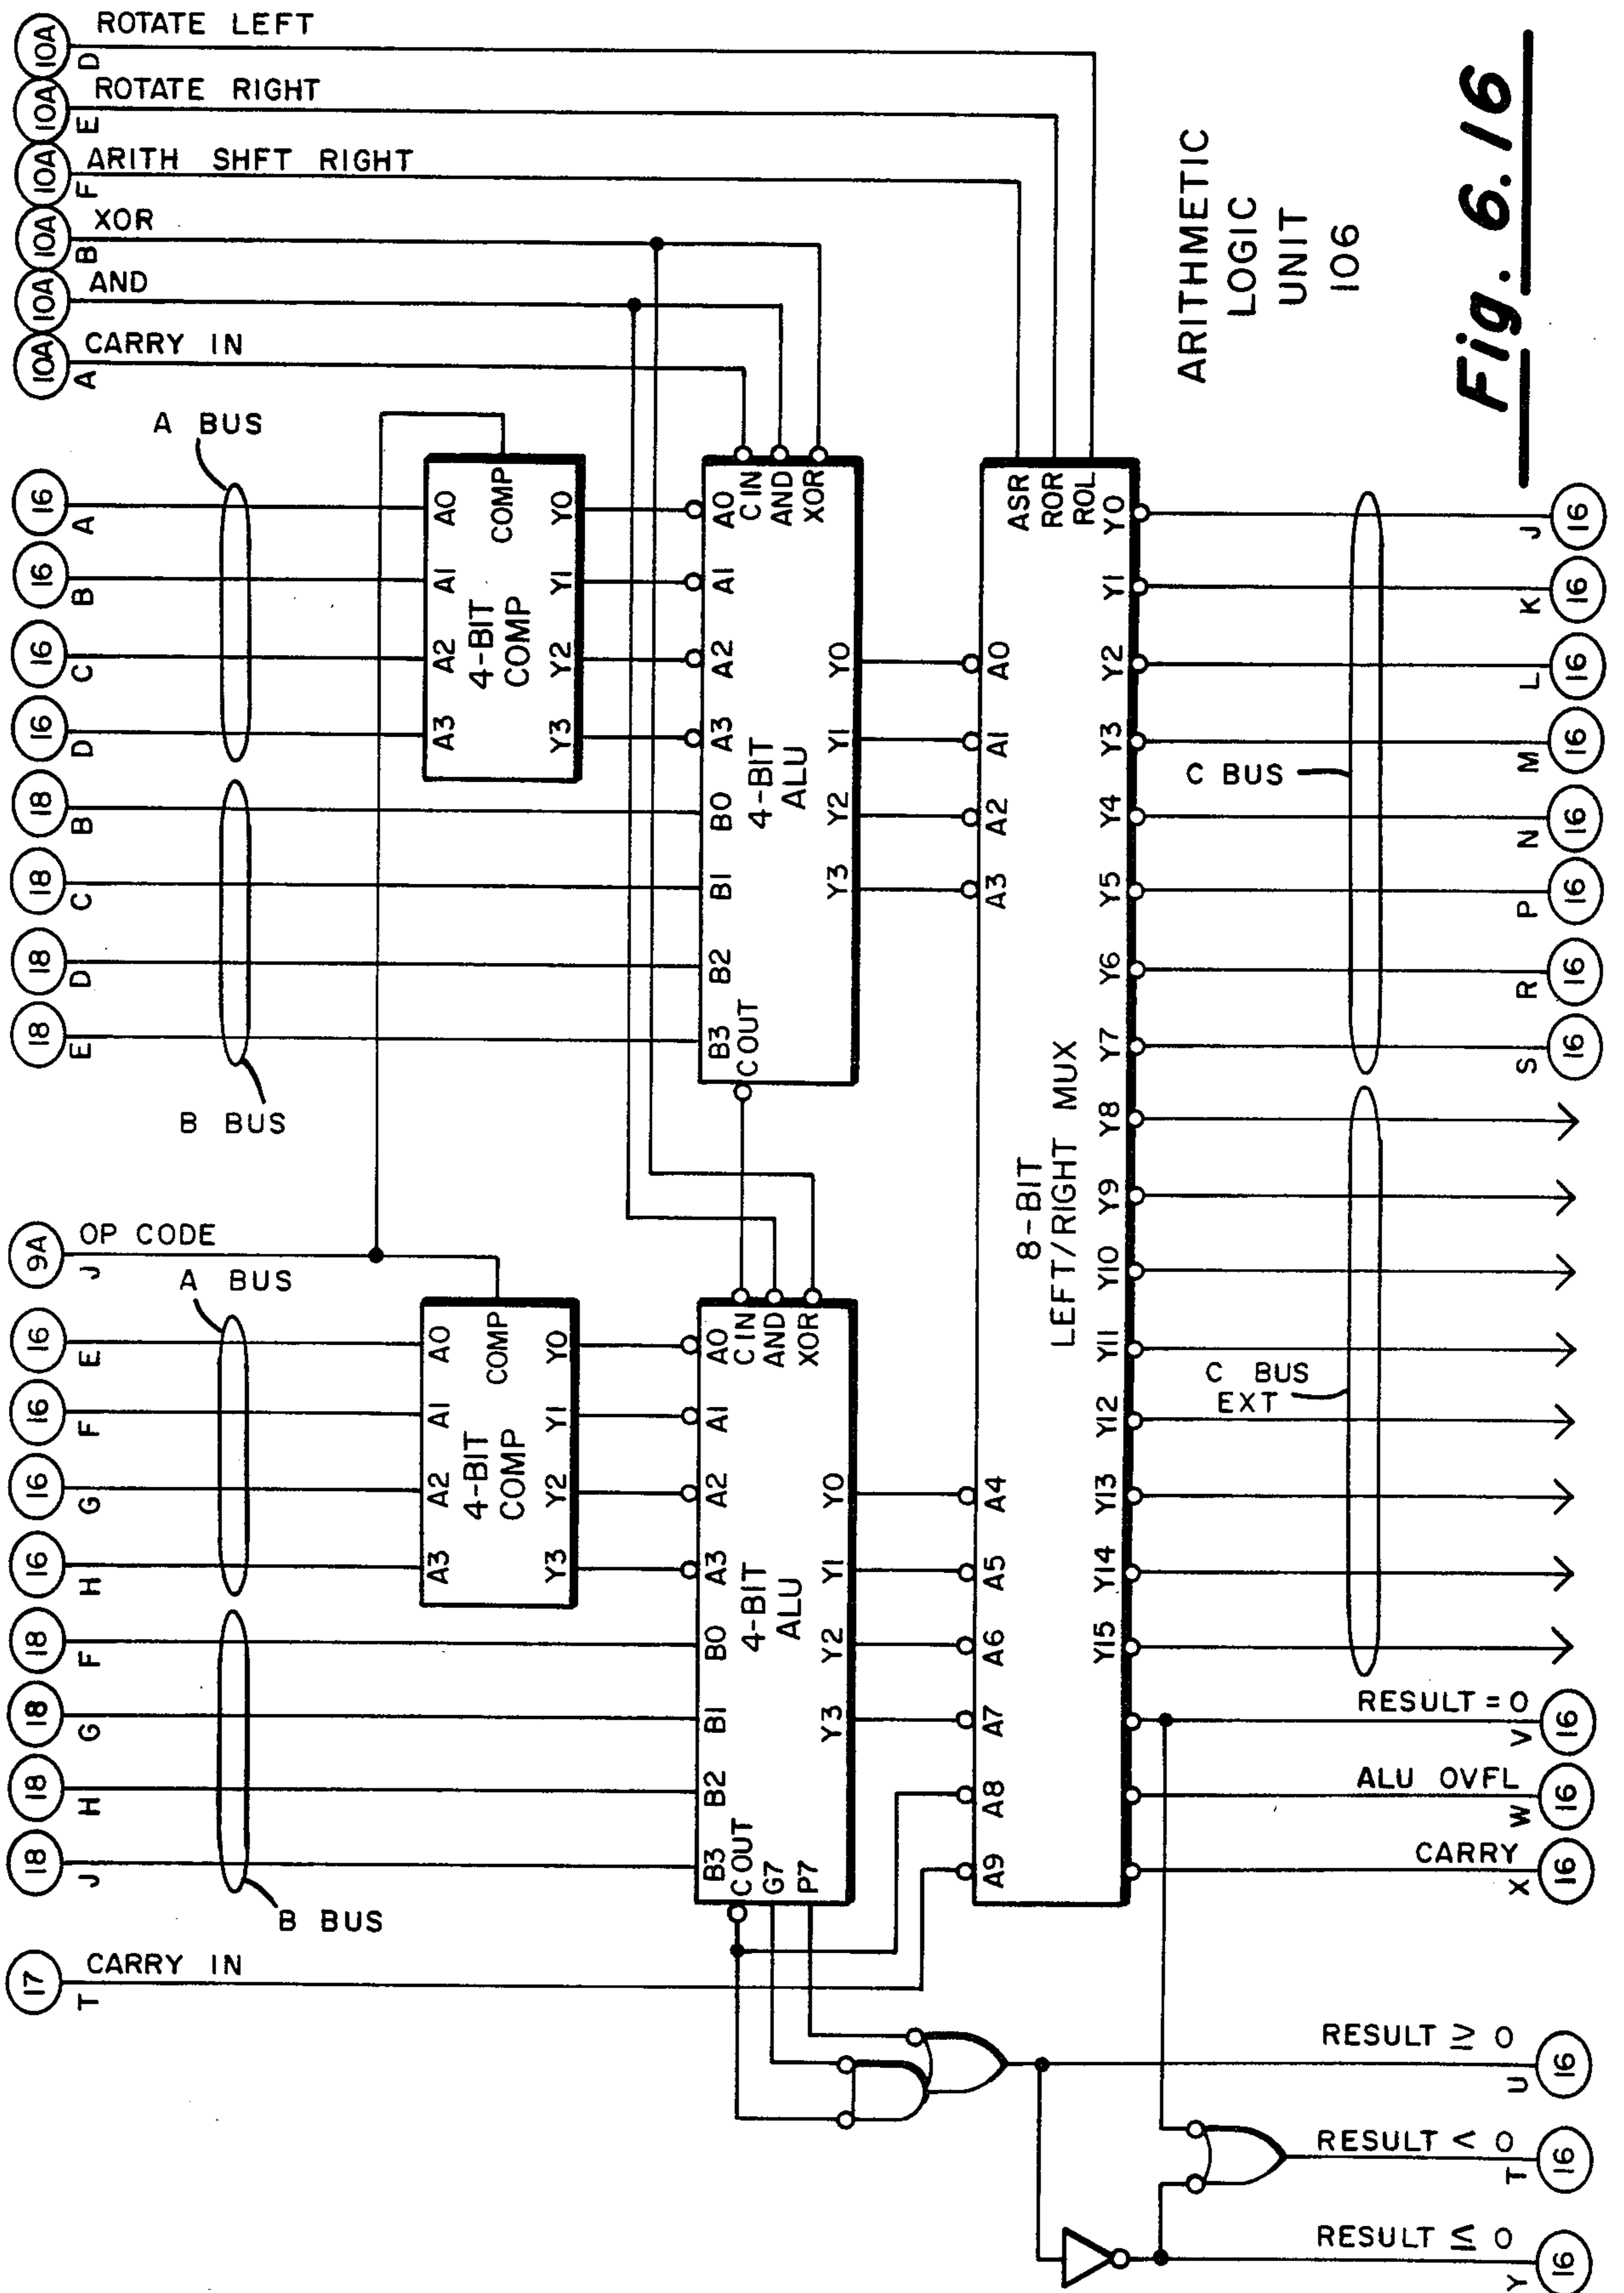 10A D ROTATE LEFT
10A E ROTATE RIGHT
10A F ARITH SHFT RIGHT
10A B XOR
10A AND
10A A CARRY IN
A BUS
16 A
16 B
16 C
16 D
18 B
18 C
18 D
18 E
B BUS
A0 A1 A2 A3
COMP
4-BIT
COMP
Y0 Y1 Y2 Y3
A0 A1 A2 A3 B0 B1 B2 B3
C IN
AND
XOR
4-BIT
ALU
C OUT
Y0 Y1 Y2 Y3
9A J OP CODE
A BUS
16 E
16 F
16 G
16 H
18 F
18 G
18 H
18 J
B BUS
A0 A1 A2 A3
COMP
4-BIT
COMP
Y0 Y1 Y2 Y3
A0 A1 A2 A3 B0 B1 B2 B3
C IN
AND
XOR
4-BIT
ALU
C OUT
G7
P7
Y0 Y1 Y2 Y3
17 T CARRY IN
ASR
ROR
ROL
A0 A1 A2 A3 A4 A5 A6 A7 A8 A9
8-BIT
LEFT/RIGHT MUX
Y0 Y1 Y2 Y3 Y4 Y5 Y6 Y7 Y8 Y9 Y10 Y11 Y12 Y13 Y14 Y15
C BUS
J 16
K 16
L 16
M 16
N 16
P 16
R 16
S 16
C BUS
EXT
RESULT = 0 V 16
ALU OVFL W 16
CARRY X 16
RESULT ≥ 0 U 16
RESULT < 0 T 16
RESULT ≤ 0 Y 16
ARITHMETIC
LOGIC
UNIT
106
Fig. 6.16